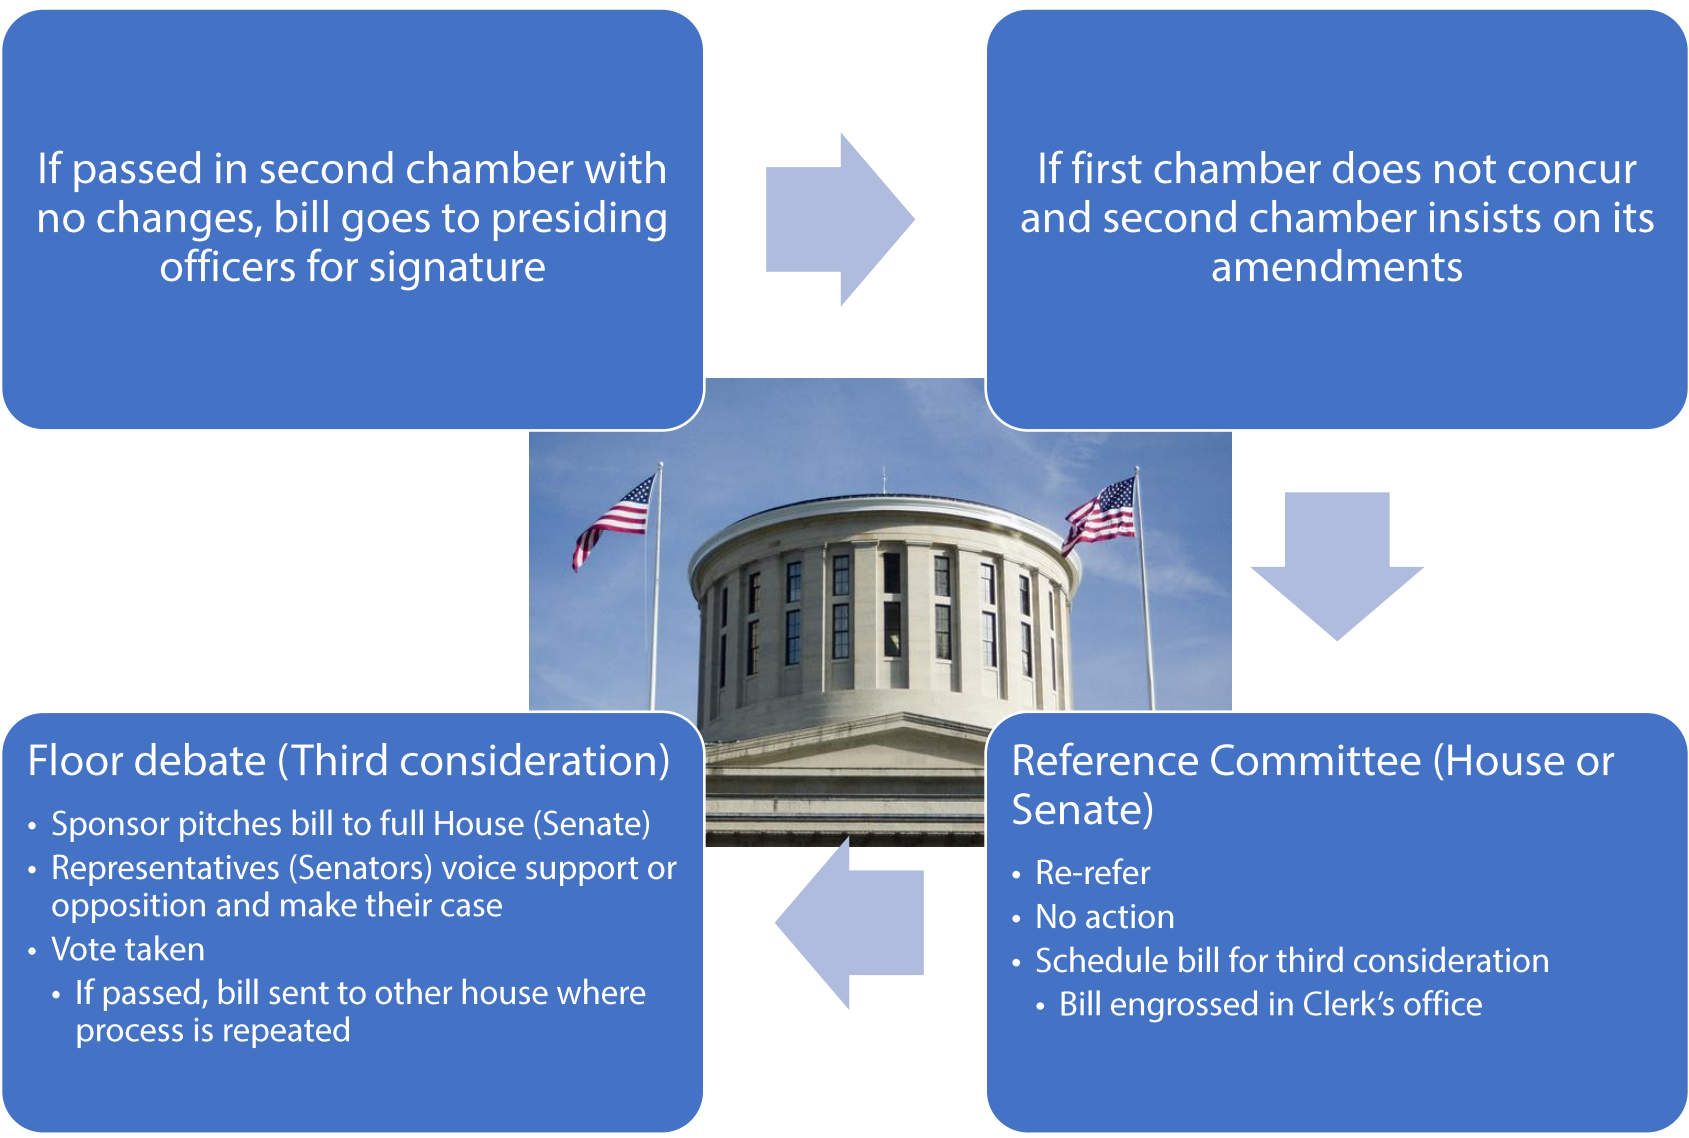 If passed in second chamber with
no changes, bill goes to presiding
officers for signature
If first chamber does not concur
and second chamber insists on its
amendments
Floor debate (Third consideration)
• Sponsor pitches bill to full House (Senate)
• Representatives (Senators) voice support or
opposition and make their case
• Vote taken
• If passed, bill sent to other house where
process is repeated
Reference Committee (House or
Senate)
• Re-refer
• No action
• Schedule bill for third consideration
• Bill engrossed in Clerk’s office